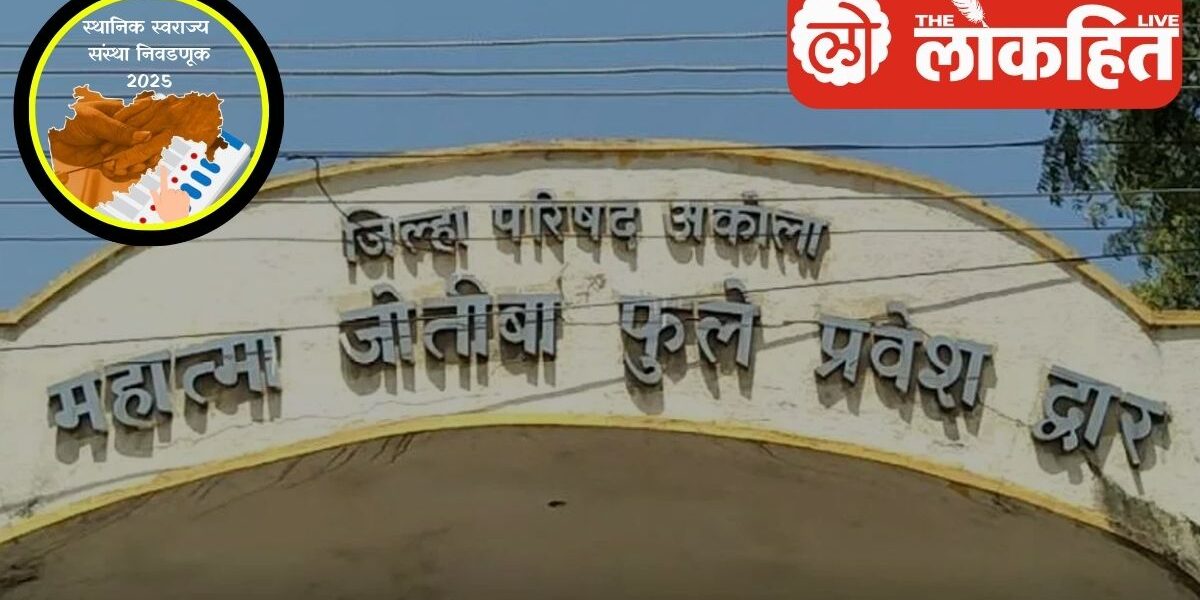 स्थानिक स्वराज्य
संस्था निवडणूक
2025
THE LIVE
लोकहित
लो
जिल्हा परिषद अकोला
महात्मा जोतीबा फुले प्रवेश द्वार